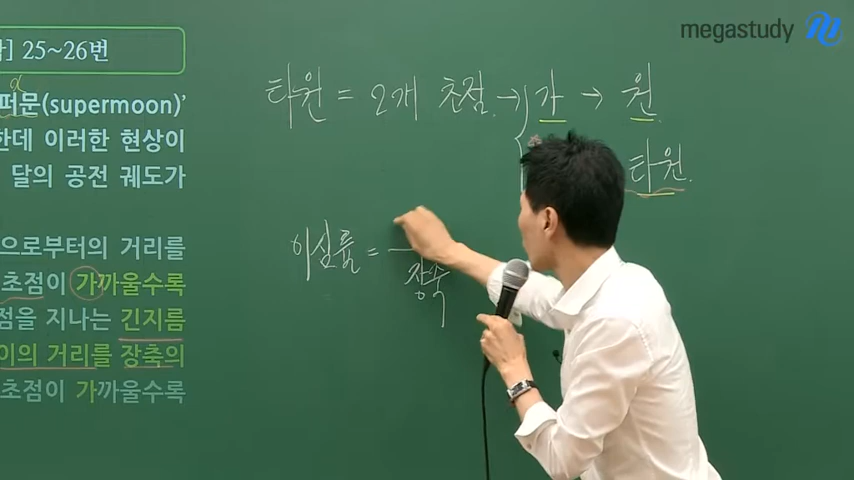 megastudy
] 25~26번
퍼문(supermoon)’
한데 이러한 현상이
달의 공전 궤도가
으로부터의 거리를
초점이 가까울수록
점을 지나는 긴지름
이의 거리를 장축의
초점이 가까울수록
타원 = 2개 초점 → 가 → 원
타원.
이심률 =
장축